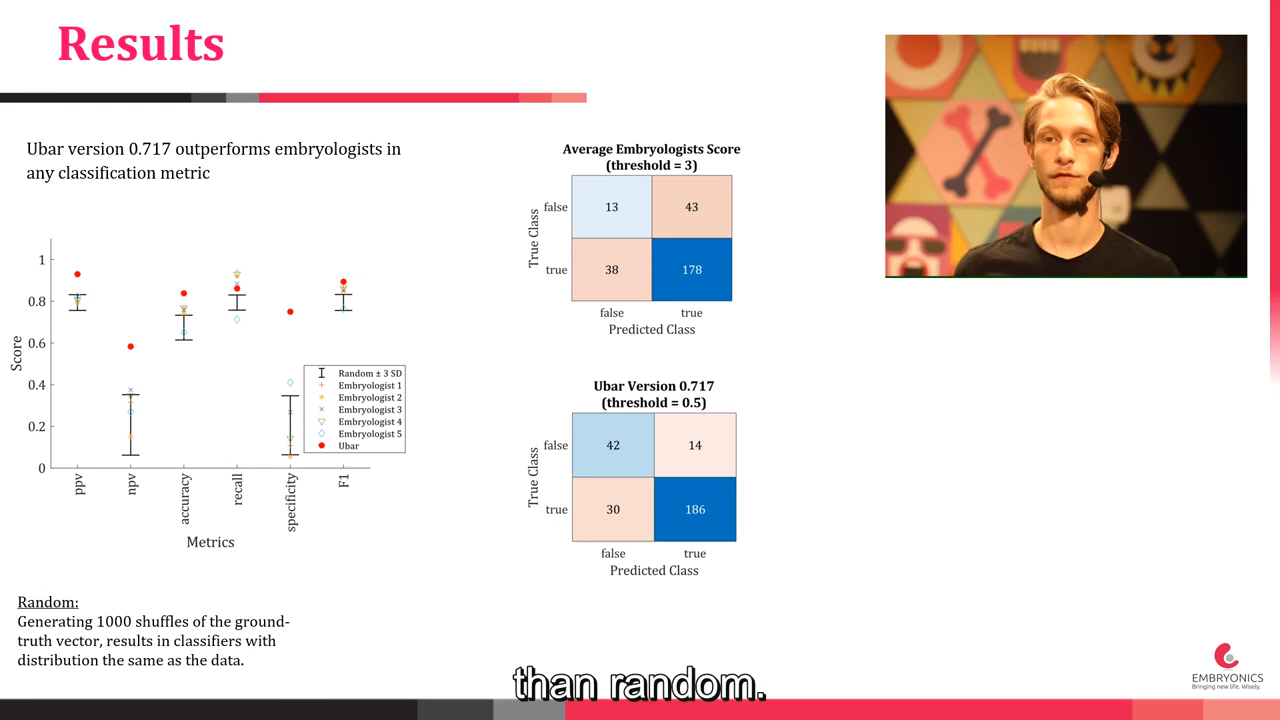 Results
Ubar version 0.717 outperforms embryologists in
any classification metric
Score
1
0.8
0.6
0.4
0.2
0
ppv
npv
accuracy
recall
specificity
F1
Metrics
Random ± 3 SD
Embryologist 1
Embryologist 2
Embryologist 3
Embryologist 4
Embryologist 5
Ubar
Random:
Generating 1000 shuffles of the ground-
truth vector, results in classifiers with
distribution the same as the data.
Average Embryologists Score
(threshold = 3)
True Class
false
13
43
true
38
178
false
true
Predicted Class
Ubar Version 0.717
(threshold = 0.5)
True Class
false
42
14
true
30
186
false
true
Predicted Class
than random.
EMBRYONICS
Bringing new life. Wisely.